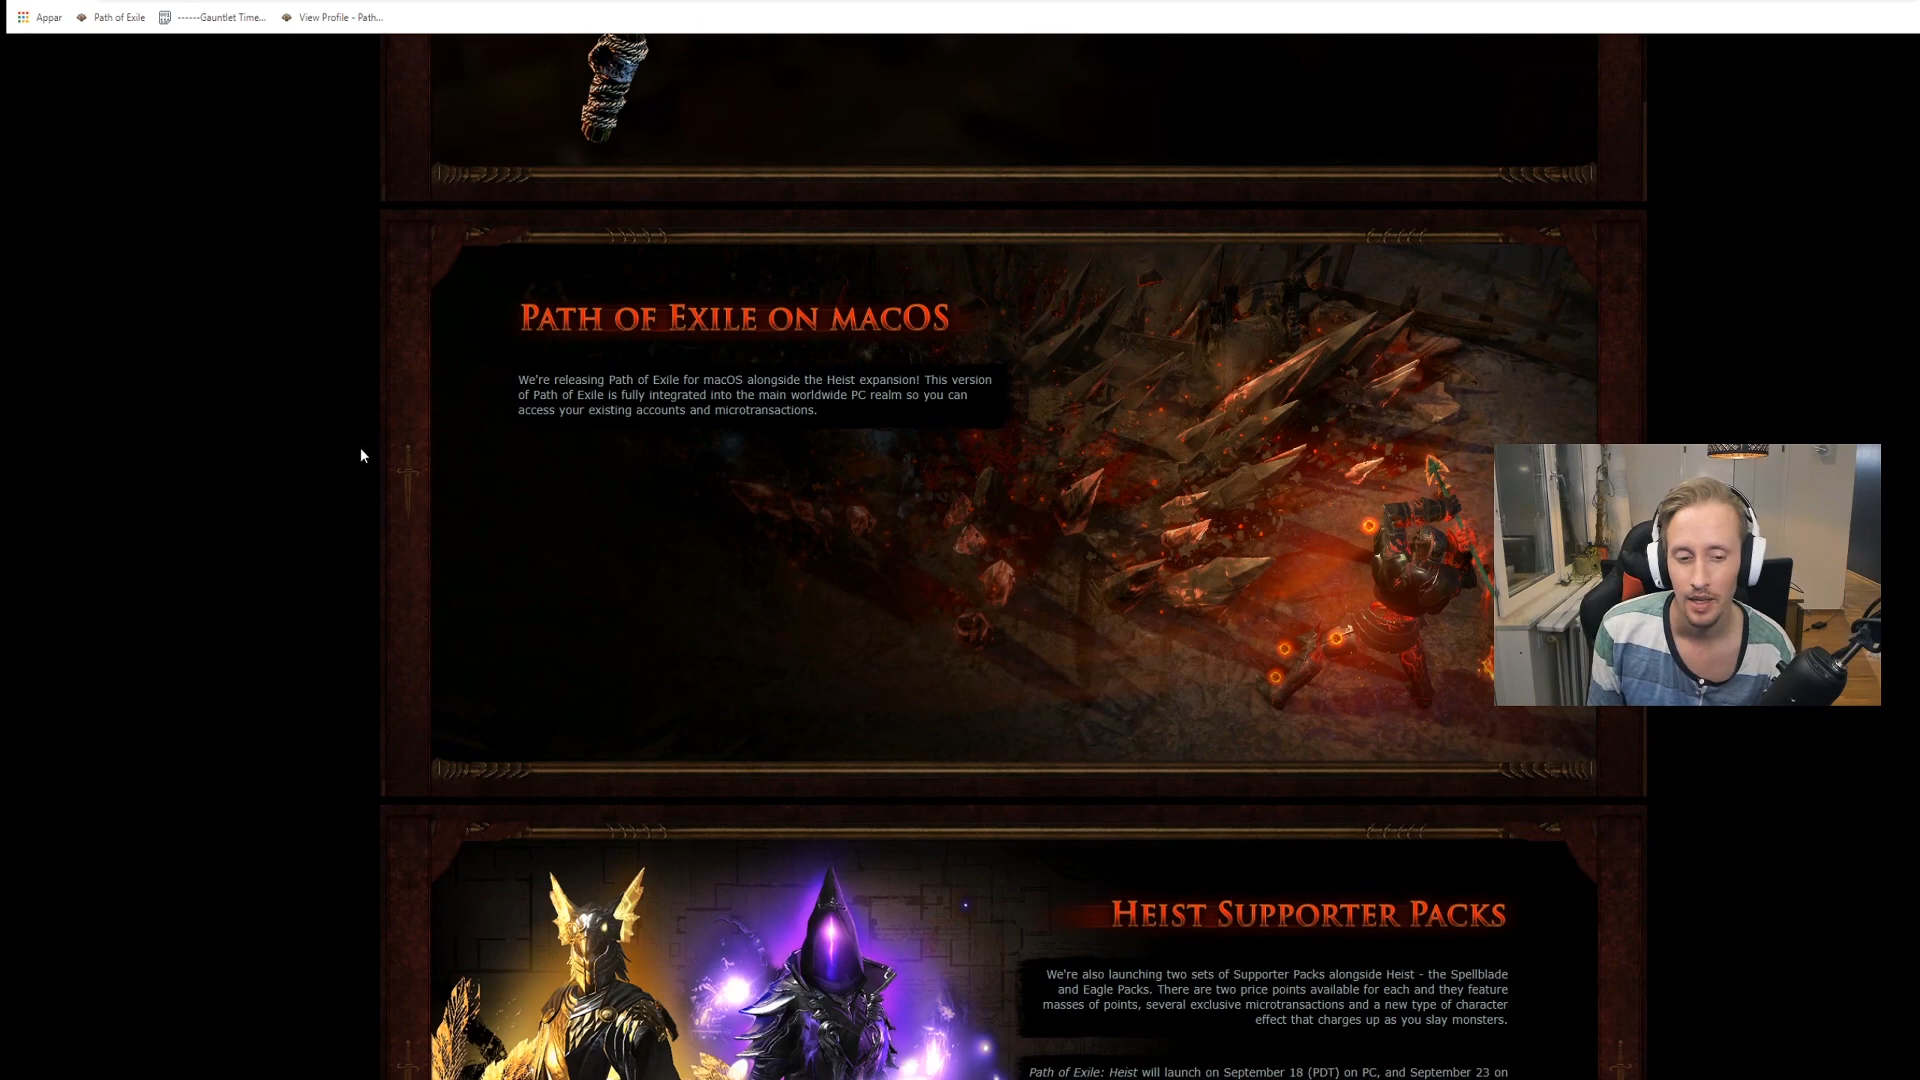 Appar
Path of Exile
------Gauntlet Time...
View Profile - Path...
PATH OF EXILE ON MACOS
We're releasing Path of Exile for macOS alongside the Heist expansion! This version
of Path of Exile is fully integrated into the main worldwide PC realm so you can
access your existing accounts and microtransactions.
HEIST SUPPORTER PACKS
We're also launching two sets of Supporter Packs alongside Heist - the Spellblade
and Eagle Packs. There are two price points available for each and they feature
masses of points, several exclusive microtransactions and a new type of character
effect that charges up as you slay monsters.
Path of Exile: Heist will launch on September 18 (PDT) on PC, and September 23 on